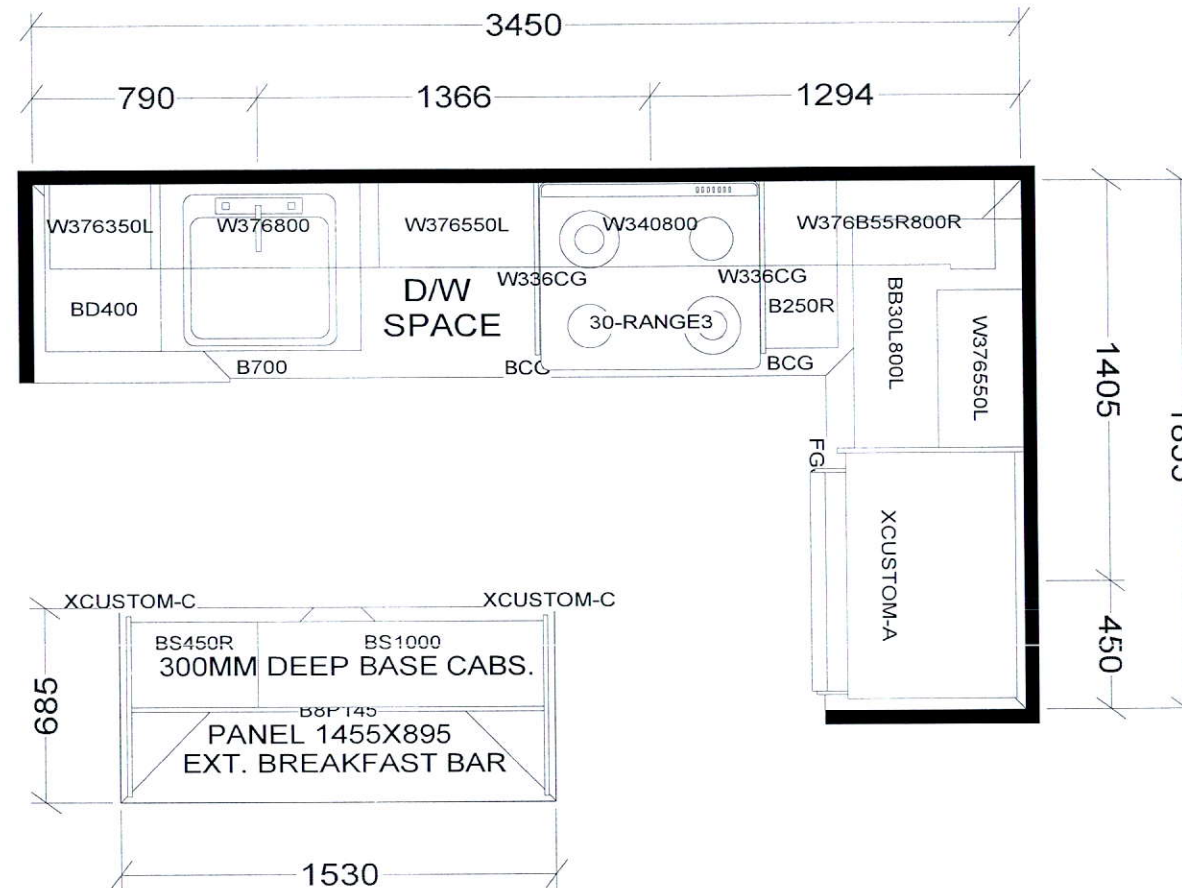 3450
790
1366
1294
W376350L
W376800
W376550L
W340800
W376B55R800R
W336CG
W336CG
BD400
D/W
SPACE
30-RANGE3
B250R
BB30L800L
W376550L
B700
BCG
BCG
1405
FG
XCUSTOM-A
450
XCUSTOM-C
XCUSTOM-C
BS450R
BS1000
300MM DEEP BASE CABS.
685
PANEL 1455X895
EXT. BREAKFAST BAR
1530